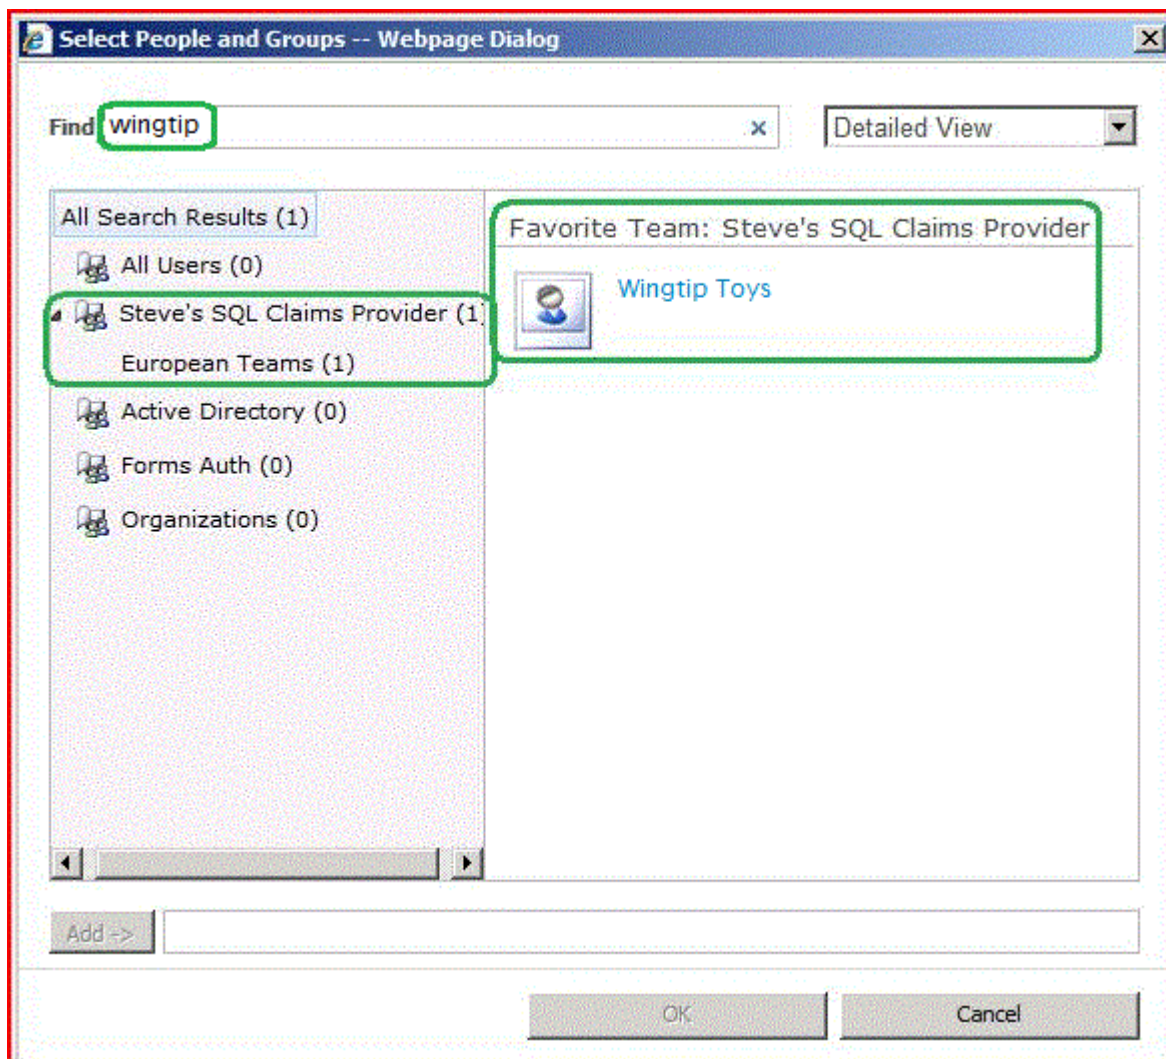 Select People and Groups -- Webpage Dialog
Find wingtip
Detailed View
All Search Results (1)
All Users (0)
Steve's SQL Claims Provider (1
European Teams (1)
Active Directory (0)
Forms Auth (0)
Organizations (0)
Favorite Team: Steve's SQL Claims Provider
Wingtip Toys
Add ->
OK
Cancel